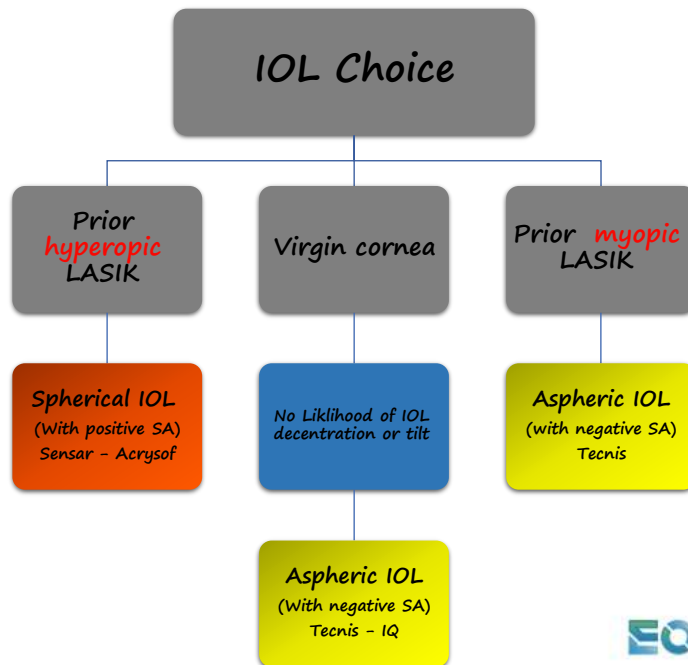 IOL Choice
Prior
hyperopic
LASIK
Virgin cornea
Prior myopic
LASIK
Spherical IOL
(With positive SA)
Sensar - Acrysof
No Liklihood of IOL
decentration or tilt
Aspheric IOL
(with negative SA)
Tecnis
Aspheric IOL
(With negative SA)
Tecnis - IQ